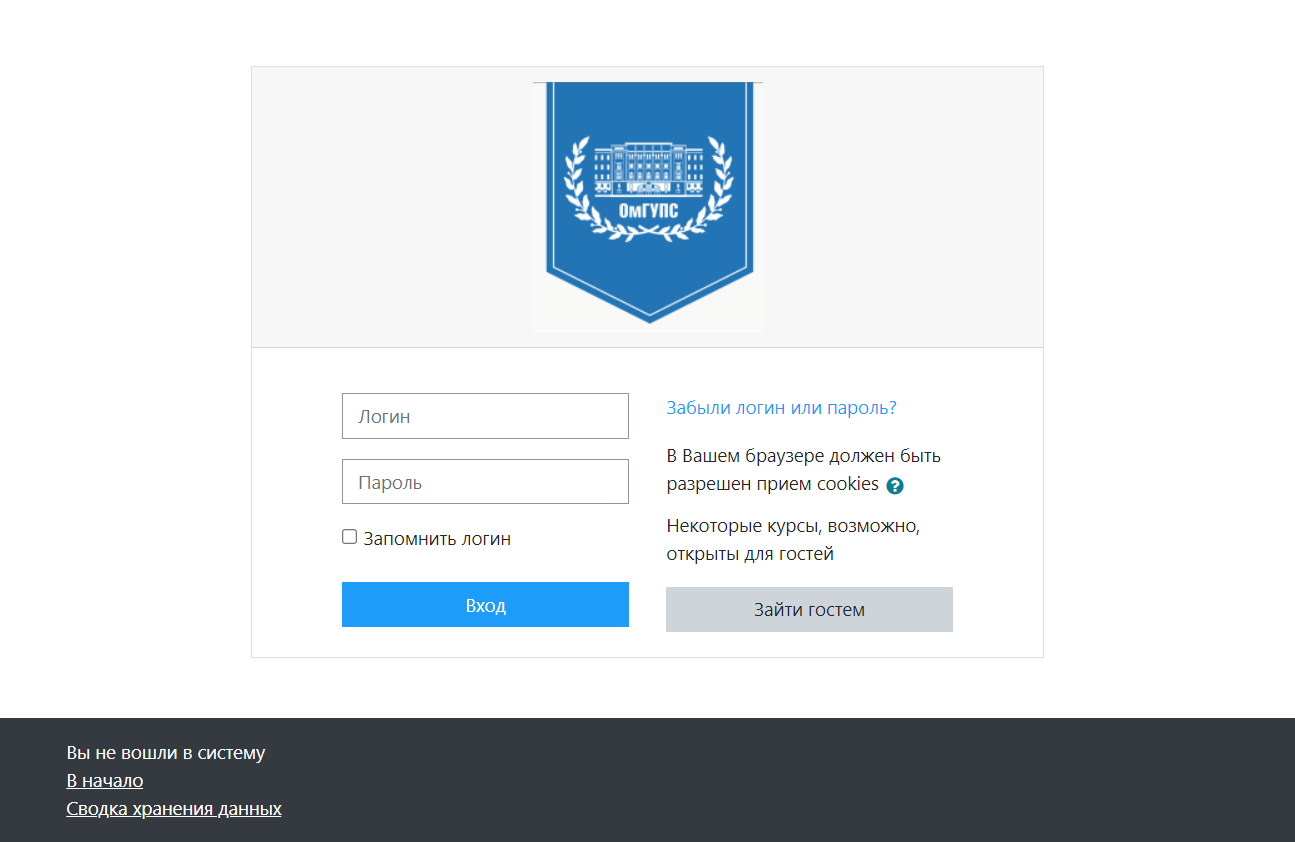 ОмГУПС
Логин
Пароль
Запомнить логин
Вход
Забыли логин или пароль?
В Вашем браузере должен быть
разрешен прием cookies
Некоторые курсы, возможно,
открыты для гостей
Зайти гостем
Вы не вошли в систему
В начало
Сводка хранения данных